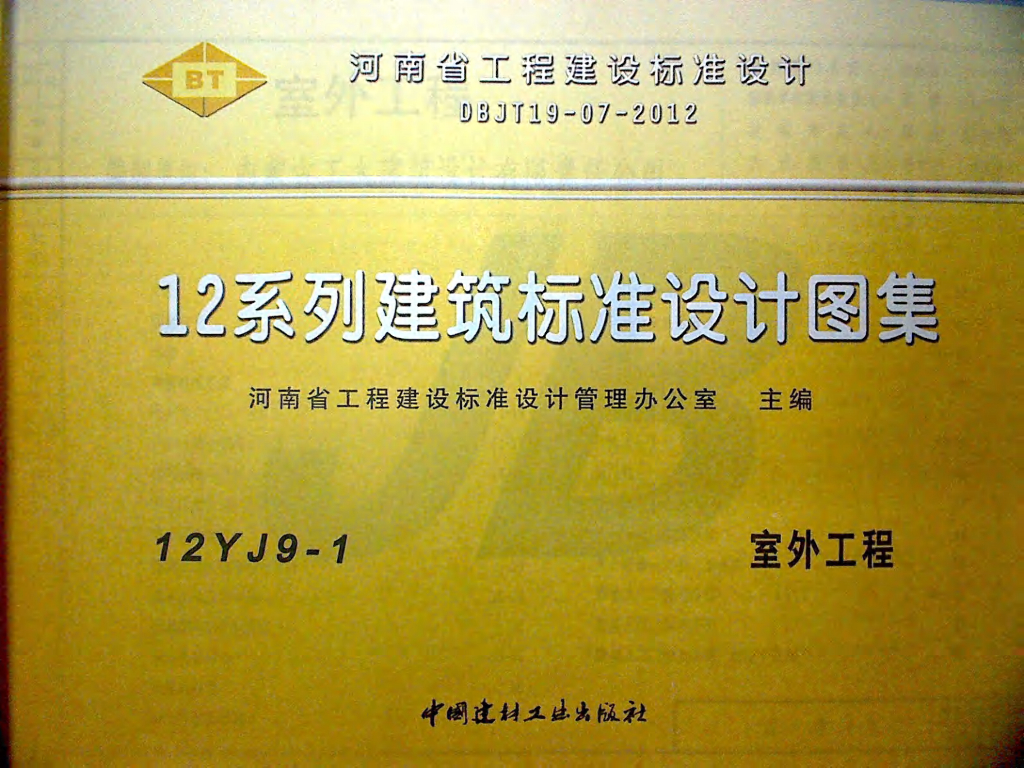 BT
河南省工程建设标准设计
DBJT19-07-2012
12系列建筑标准设计图集
河南省工程建设标准设计管理办公室 主编
12YJ9-1 室外工程
中国建材工业出版社